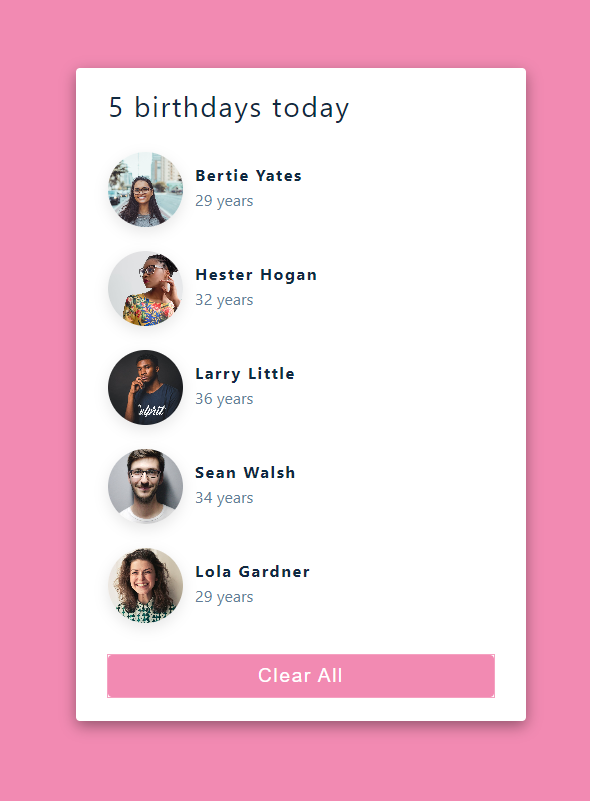 5 birthdays today
Bertie Yates
29 years
Hester Hogan
32 years
Larry Little
36 years
Sean Walsh
34 years
Lola Gardner
29 years
Clear All